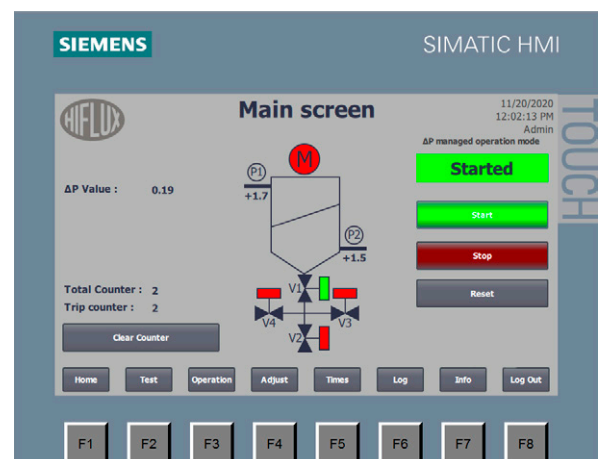 SIEMENS
SIMATIC HMI
TOUCH
HIFLUX
Main screen
11/20/2020
12:02:13 PM
Admin
ΔP managed operation mode
Started
M
P1
+1.7
ΔP Value : 0.19
Start
P2
+1.5
Stop
V1
Total Counter : 2
Reset
Trip counter : 2
V4
V3
Clear Counter
V2
Home Test Operation Adjust Times Log Info Log Out
F1 F2 F3 F4 F5 F6 F7 F8